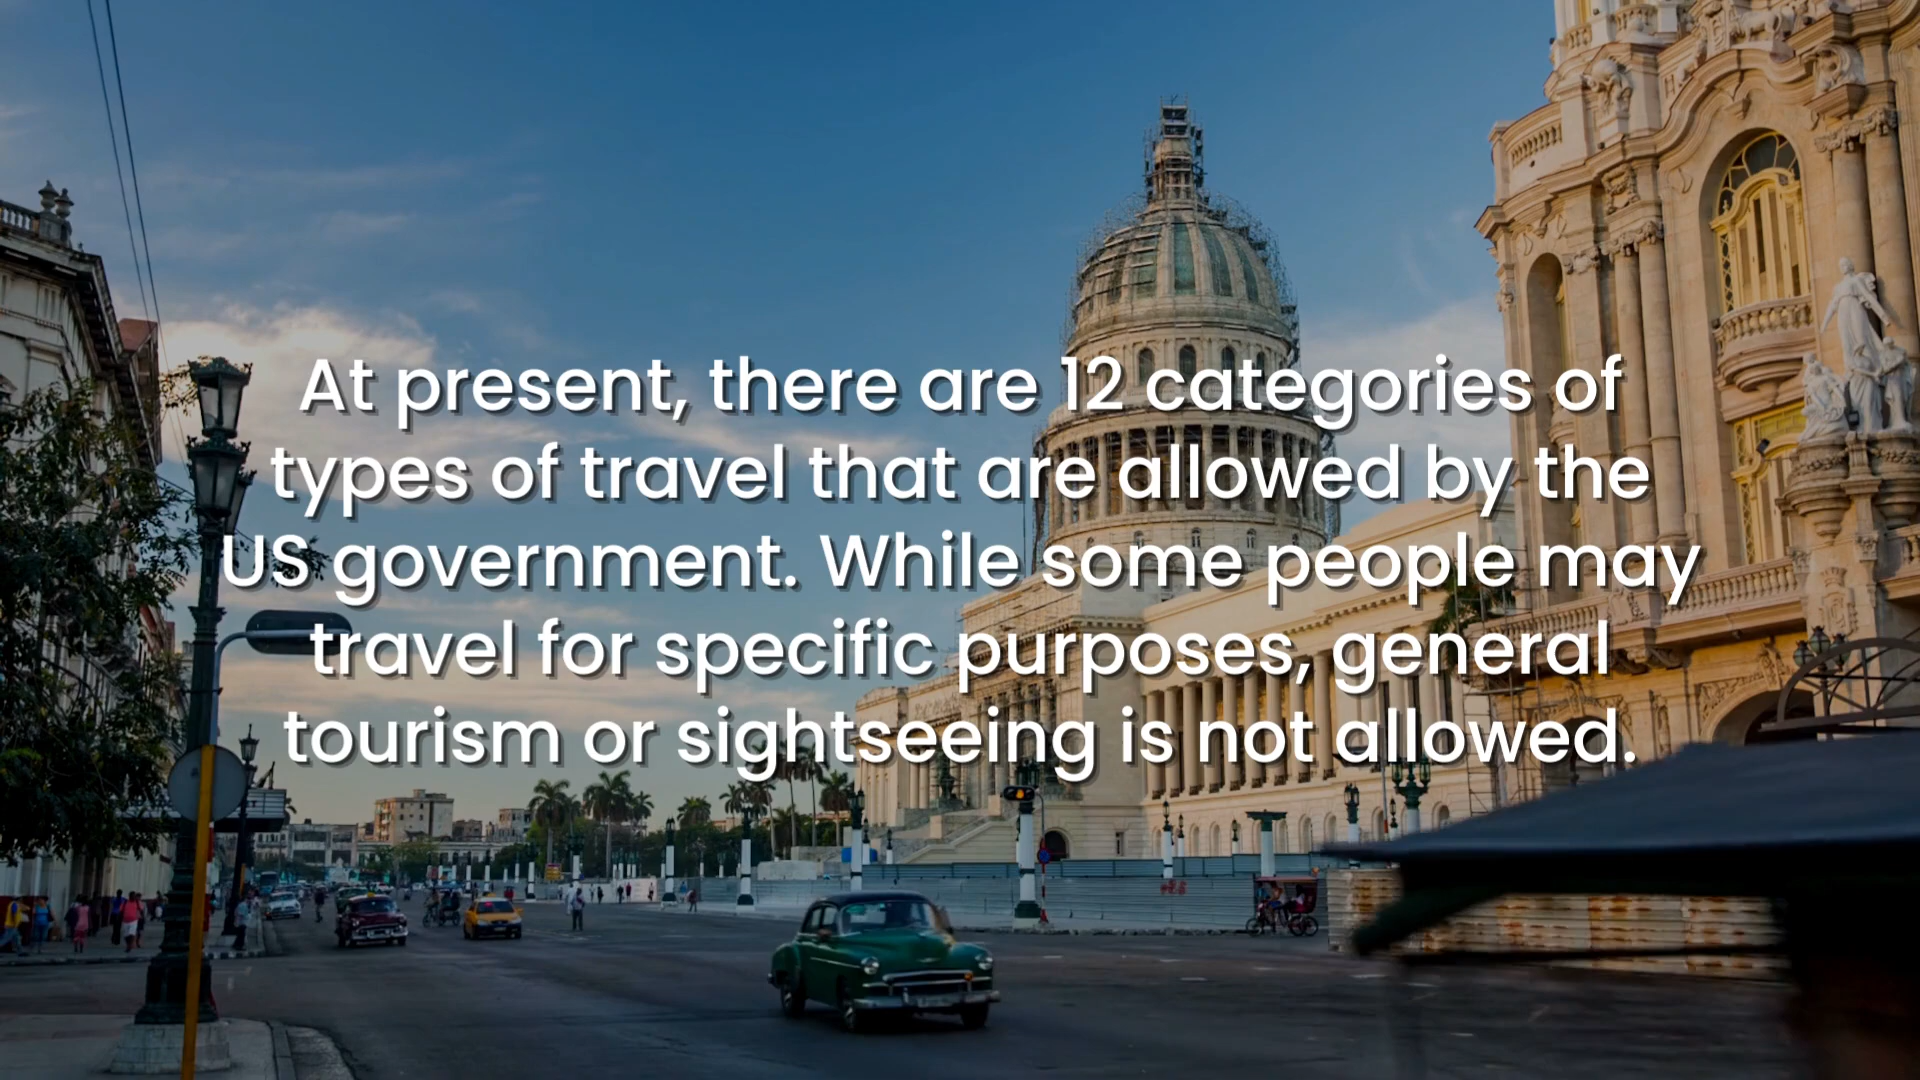 At present, there are 12 categories of
types of travel that are allowed by the
US government. While some people may
travel for specific purposes, general
tourism or sightseeing is not allowed.